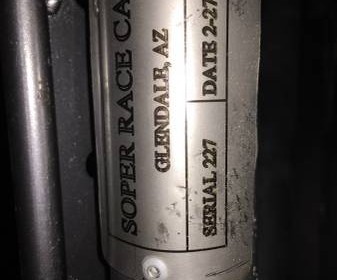 SOPER RACE CA
GLENDALE, AZ
SERIAL 227
DATE 2-27